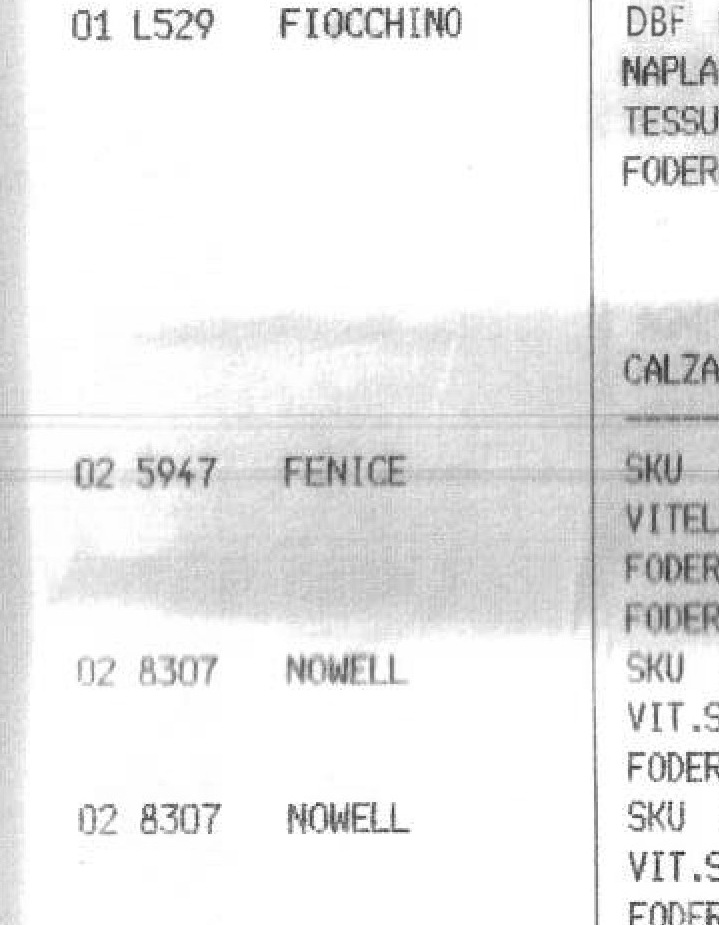 01 L529 FIOCCHINO DBF
NAPLA
TESSU
FODER
CALZA
02 5947 FENICE SKU
VITEL
FODER
FODER
02 8307 NOWELL SKU
VIT.S
FODER
02 8307 NOWELL SKU
VIT.S
FODER